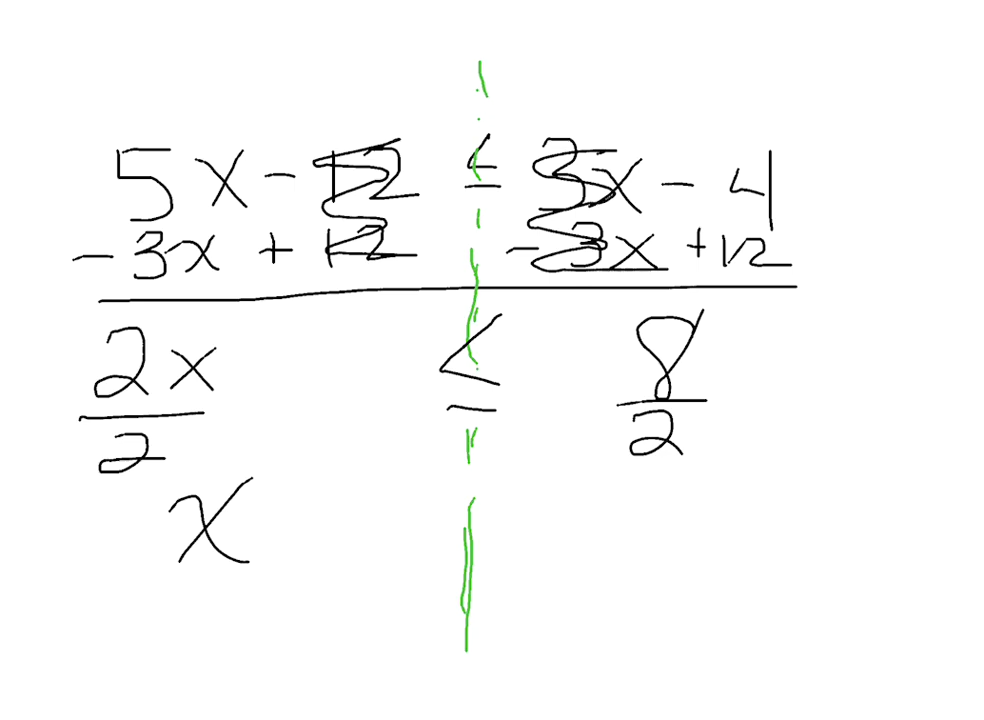 5x - 12 ≤ 3x - 4
- 3x + 12 - 3x + 12
2x ≤ 8
2 2
x